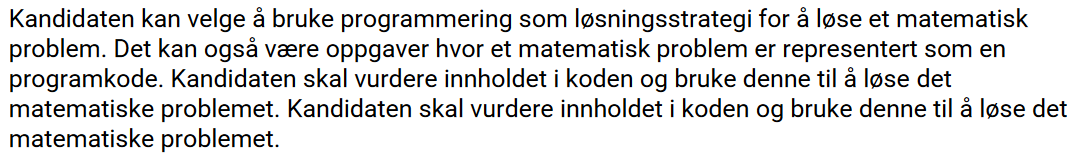 Kandidaten kan velge å bruke programmering som løsningsstrategi for å løse et matematisk
problem. Det kan også være oppgaver hvor et matematisk problem er representert som en
programkode. Kandidaten skal vurdere innholdet i koden og bruke denne til å løse det
matematiske problemet. Kandidaten skal vurdere innholdet i koden og bruke denne til å løse det
matematiske problemet.